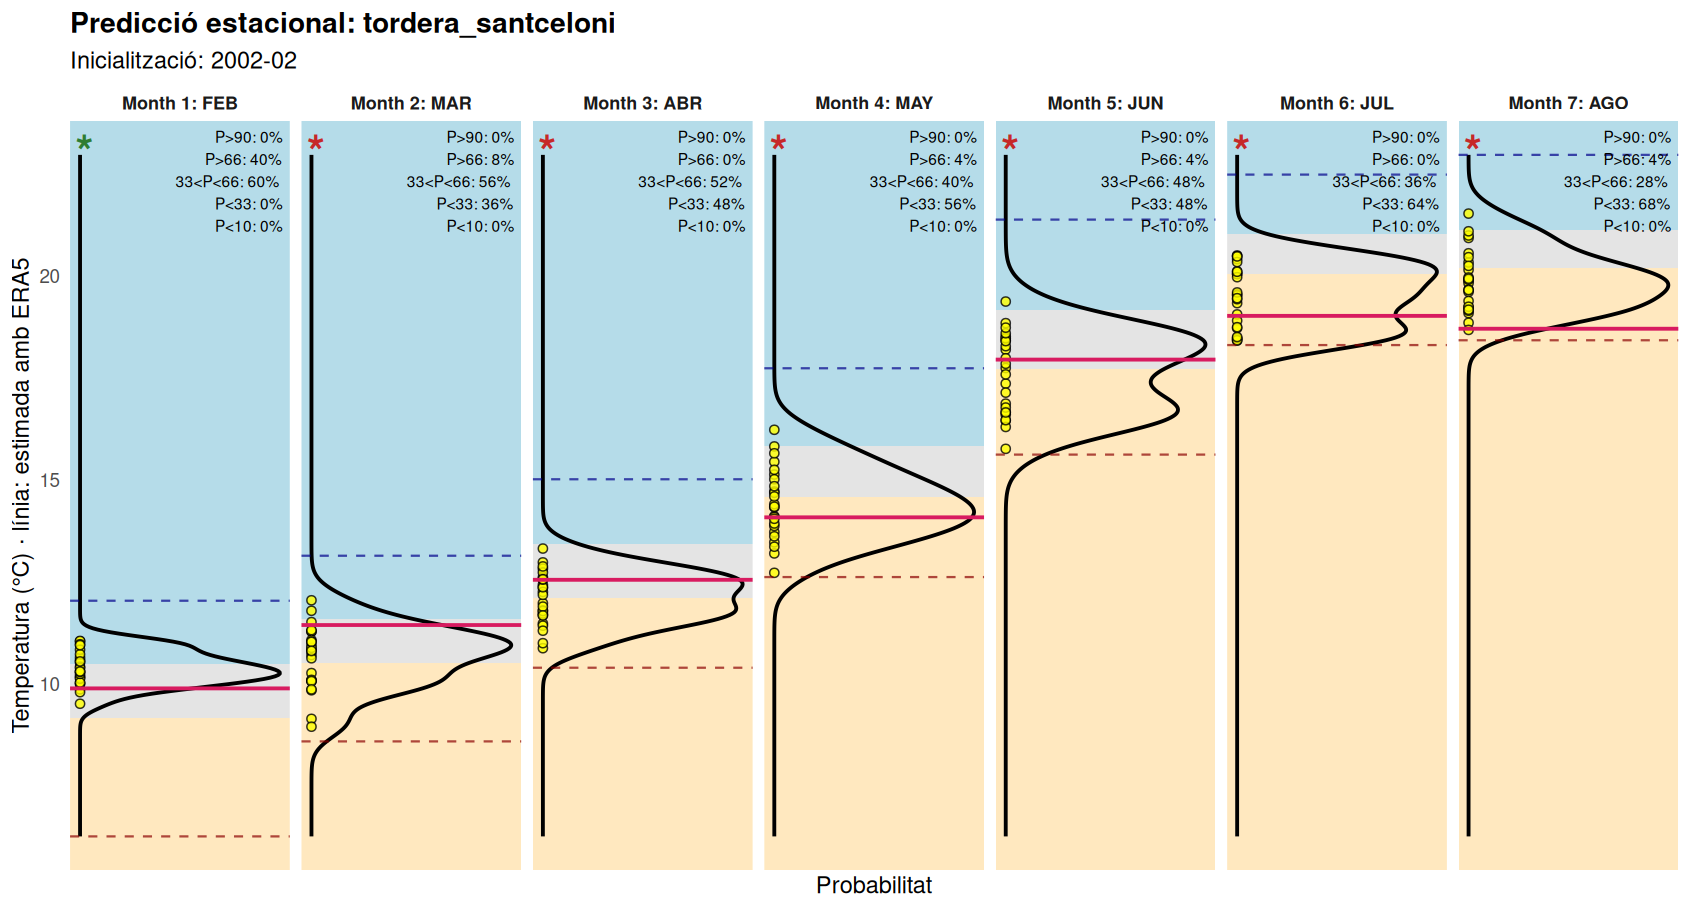 Predicció estacional: tordera_santceloni
Inicialització: 2002-02
Month 1: FEB
Month 2: MAR
Month 3: ABR
Month 4: MAY
Month 5: JUN
Month 6: JUL
Month 7: AGO
*
P>90: 0%
P>66: 40%
33<P<66: 60%
P<33: 0%
P<10: 0%
*
P>90: 0%
P>66: 8%
33<P<66: 56%
P<33: 36%
P<10: 0%
*
P>90: 0%
P>66: 0%
33<P<66: 52%
P<33: 48%
P<10: 0%
*
P>90: 0%
P>66: 4%
33<P<66: 40%
P<33: 56%
P<10: 0%
*
P>90: 0%
P>66: 4%
33<P<66: 48%
P<33: 48%
P<10: 0%
*
P>90: 0%
P>66: 0%
33<P<66: 36%
P<33: 64%
P<10: 0%
*
P>90: 0%
P>66: 4%
33<P<66: 28%
P<33: 68%
P<10: 0%
20
15
10
Temperatura (°C) · línia: estimada amb ERA5
Probabilitat